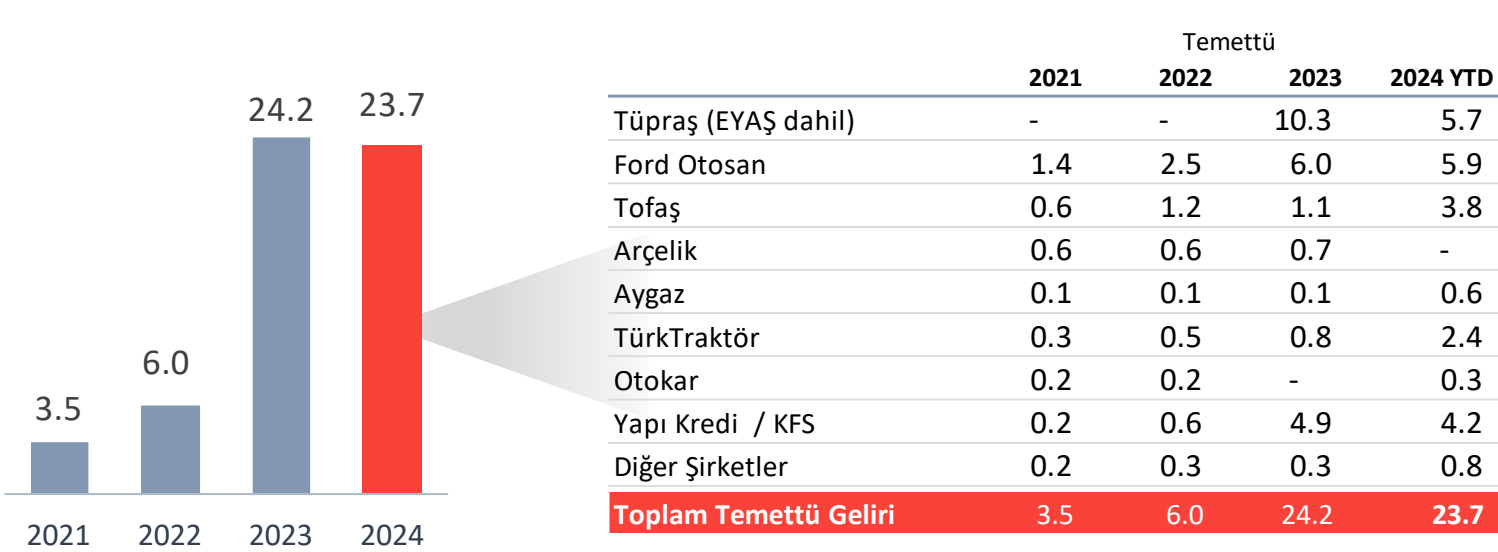 24.2
23.7
6.0
3.5
2021 2022 2023 2024
Temettü
2021 2022 2023 2024 YTD
Tüpraş (EYAŞ dahil) - - 10.3 5.7
Ford Otosan 1.4 2.5 6.0 5.9
Tofaş 0.6 1.2 1.1 3.8
Arçelik 0.6 0.6 0.7 -
Aygaz 0.1 0.1 0.1 0.6
TürkTraktör 0.3 0.5 0.8 2.4
Otokar 0.2 0.2 - 0.3
Yapı Kredi / KFS 0.2 0.6 4.9 4.2
Diğer Şirketler 0.2 0.3 0.3 0.8
Toplam Temettü Geliri 3.5 6.0 24.2 23.7